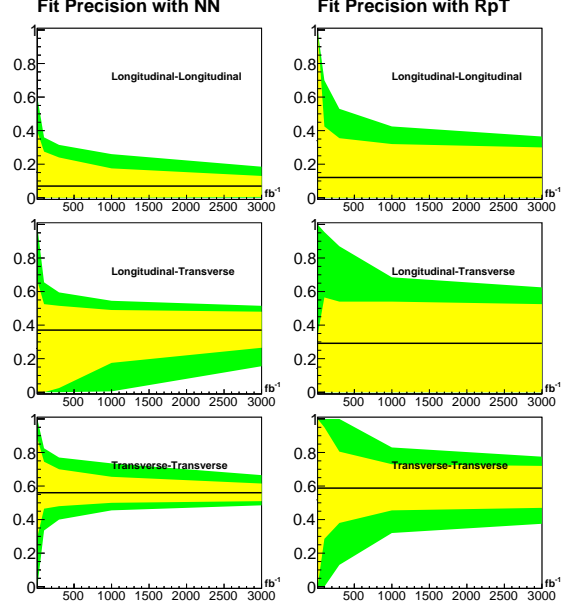 Fit Precision with NN
Fit Precision with RpT
1
0.8
0.6
0.4
0.2
0
Longitudinal-Longitudinal
fb-1
500 1000 1500 2000 2500 3000
1
0.8
0.6
0.4
0.2
0
Longitudinal-Longitudinal
fb-1
500 1000 1500 2000 2500 3000
1
0.8
0.6
0.4
0.2
0
Longitudinal-Transverse
fb-1
500 1000 1500 2000 2500 3000
1
0.8
0.6
0.4
0.2
0
Longitudinal-Transverse
fb-1
500 1000 1500 2000 2500 3000
1
0.8
0.6
0.4
0.2
0
Transverse-Transverse
fb-1
500 1000 1500 2000 2500 3000
1
0.8
0.6
0.4
0.2
0
Transverse-Transverse
fb-1
500 1000 1500 2000 2500 3000